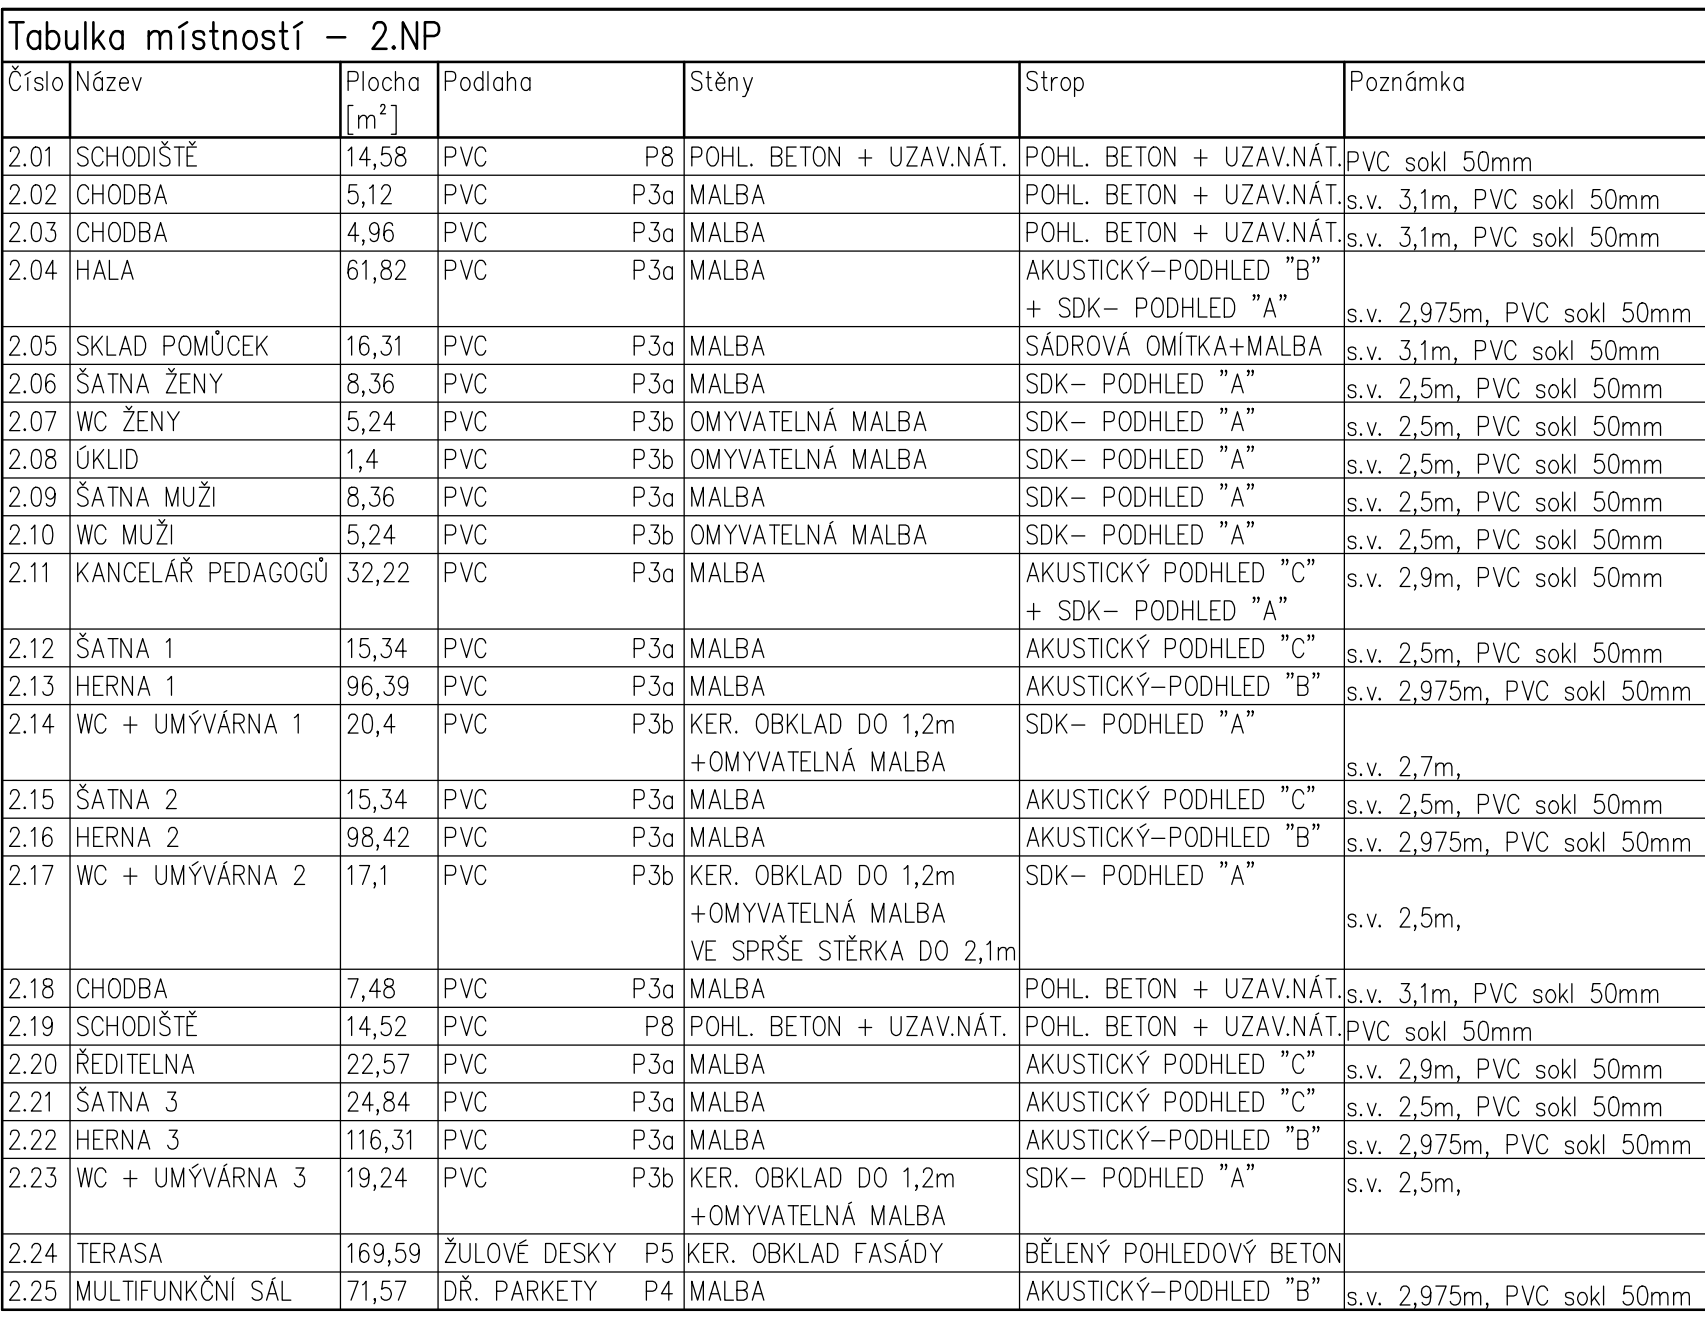 Tabulka místností – 2.NP
Číslo Název Plocha Podlaha Stěny Strop Poznámka
[m²]
2.01 SCHODIŠTĚ 14,58 PVC P8 POHL. BETON + UZAV.NÁT. POHL. BETON + UZAV.NÁT. PVC sokl 50mm
2.02 CHODBA 5,12 PVC P3a MALBA POHL. BETON + UZAV.NÁT. s.v. 3,1m, PVC sokl 50mm
2.03 CHODBA 4,96 PVC P3a MALBA POHL. BETON + UZAV.NÁT. s.v. 3,1m, PVC sokl 50mm
2.04 HALA 61,82 PVC P3a MALBA AKUSTICKÝ–PODHLED "B"
+ SDK– PODHLED "A" s.v. 2,975m, PVC sokl 50mm
2.05 SKLAD POMŮCEK 16,31 PVC P3a MALBA SÁDROVÁ OMÍTKA+MALBA s.v. 3,1m, PVC sokl 50mm
2.06 ŠATNA ŽENY 8,36 PVC P3a MALBA SDK– PODHLED "A" s.v. 2,5m, PVC sokl 50mm
2.07 WC ŽENY 5,24 PVC P3b OMYVATELNÁ MALBA SDK– PODHLED "A" s.v. 2,5m, PVC sokl 50mm
2.08 ÚKLID 1,4 PVC P3b OMYVATELNÁ MALBA SDK– PODHLED "A" s.v. 2,5m, PVC sokl 50mm
2.09 ŠATNA MUŽI 8,36 PVC P3a MALBA SDK– PODHLED "A" s.v. 2,5m, PVC sokl 50mm
2.10 WC MUŽI 5,24 PVC P3b OMYVATELNÁ MALBA SDK– PODHLED "A" s.v. 2,5m, PVC sokl 50mm
2.11 KANCELÁŘ PEDAGOGŮ 32,22 PVC P3a MALBA AKUSTICKÝ PODHLED "C" s.v. 2,9m, PVC sokl 50mm
+ SDK– PODHLED "A"
2.12 ŠATNA 1 15,34 PVC P3a MALBA AKUSTICKÝ PODHLED "C" s.v. 2,5m, PVC sokl 50mm
2.13 HERNA 1 96,39 PVC P3a MALBA AKUSTICKÝ–PODHLED "B" s.v. 2,975m, PVC sokl 50mm
2.14 WC + UMÝVÁRNA 1 20,4 PVC P3b KER. OBKLAD DO 1,2m SDK– PODHLED "A"
+OMYVATELNÁ MALBA s.v. 2,7m,
2.15 ŠATNA 2 15,34 PVC P3a MALBA AKUSTICKÝ PODHLED "C" s.v. 2,5m, PVC sokl 50mm
2.16 HERNA 2 98,42 PVC P3a MALBA AKUSTICKÝ–PODHLED "B" s.v. 2,975m, PVC sokl 50mm
2.17 WC + UMÝVÁRNA 2 17,1 PVC P3b KER. OBKLAD DO 1,2m SDK– PODHLED "A"
+OMYVATELNÁ MALBA s.v. 2,5m,
VE SPRŠE STĚRKA DO 2,1m
2.18 CHODBA 7,48 PVC P3a MALBA POHL. BETON + UZAV.NÁT. s.v. 3,1m, PVC sokl 50mm
2.19 SCHODIŠTĚ 14,52 PVC P8 POHL. BETON + UZAV.NÁT. POHL. BETON + UZAV.NÁT. PVC sokl 50mm
2.20 ŘEDITELNA 22,57 PVC P3a MALBA AKUSTICKÝ PODHLED "C" s.v. 2,9m, PVC sokl 50mm
2.21 ŠATNA 3 24,84 PVC P3a MALBA AKUSTICKÝ PODHLED "C" s.v. 2,5m, PVC sokl 50mm
2.22 HERNA 3 116,31 PVC P3a MALBA AKUSTICKÝ–PODHLED "B" s.v. 2,975m, PVC sokl 50mm
2.23 WC + UMÝVÁRNA 3 19,24 PVC P3b KER. OBKLAD DO 1,2m SDK– PODHLED "A" s.v. 2,5m,
+OMYVATELNÁ MALBA
2.24 TERASA 169,59 ŽULOVÉ DESKY P5 KER. OBKLAD FASÁDY BĚLENÝ POHLEDOVÝ BETON
2.25 MULTIFUNKČNÍ SÁL 71,57 DŘ. PARKETY P4 MALBA AKUSTICKÝ–PODHLED "B" s.v. 2,975m, PVC sokl 50mm